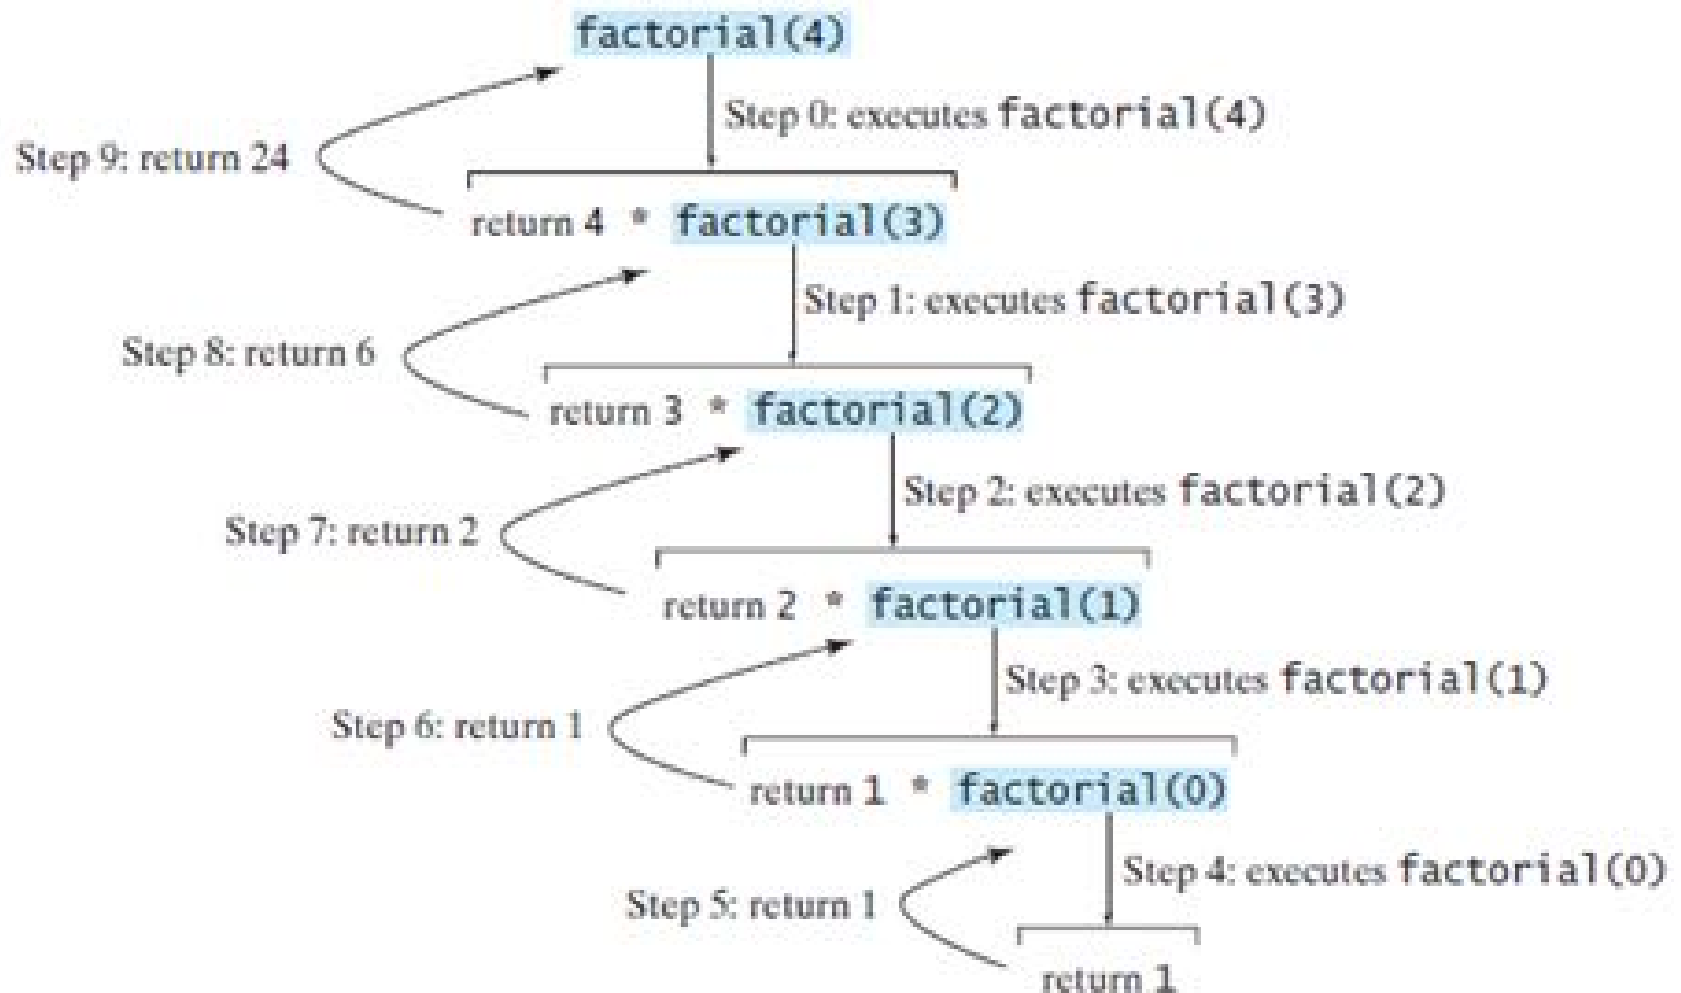 factorial(4)
Step 0: executes factorial(4)
Step 9: return 24
return 4 * factorial(3)
Step 1: executes factorial(3)
Step 8: return 6
return 3 * factorial(2)
Step 2: executes factorial(2)
Step 7: return 2
return 2 * factorial(1)
Step 3: executes factorial(1)
Step 6: return 1
return 1 * factorial(0)
Step 4: executes factorial(0)
Step 5: return 1
return 1